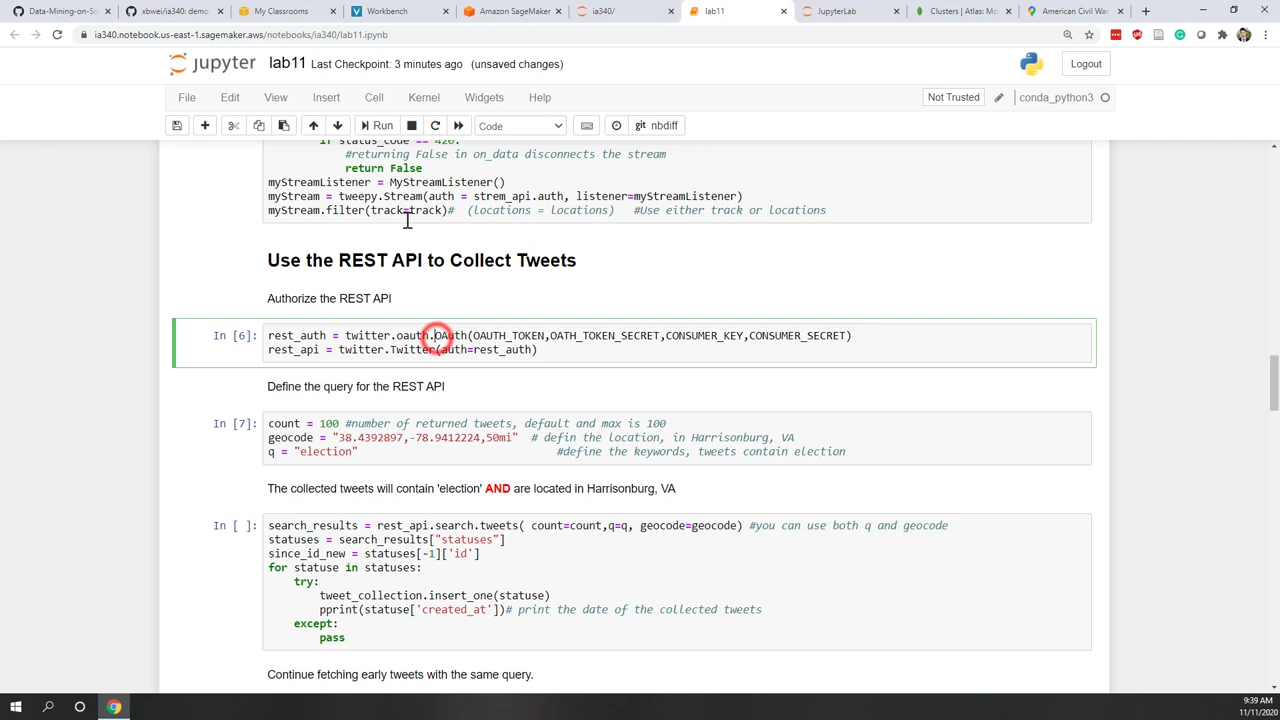 Data-Mining-on-S
xbwei/ia340: demo
My Classrooms
Workbench
Amazon SageMaker
ia340/
lab11
JupyterLab
Clusters | Atlas: Mo
American Civil War
ia340.notebook.us-east-1.sagemaker.aws/notebooks/ia340/lab11.ipynb
jupyter lab11 Last Checkpoint: 3 minutes ago (unsaved changes)
Logout
File Edit View Insert Cell Kernel Widgets Help
Not Trusted
conda_python3
Run
Code
git nbdiff
if status_code == 420:
#returning False in on_data disconnects the stream
return False
myStreamListener = MyStreamListener()
myStream = tweepy.Stream(auth = strem_api.auth, listener=myStreamListener)
myStream.filter(track=track)# (locations = locations) #Use either track or locations
Use the REST API to Collect Tweets
Authorize the REST API
In [6]: rest_auth = twitter.oauth.OAuth(OAUTH_TOKEN,OATH_TOKEN_SECRET,CONSUMER_KEY,CONSUMER_SECRET)
rest_api = twitter.Twitter(auth=rest_auth)
Define the query for the REST API
In [7]: count = 100 #number of returned tweets, default and max is 100
geocode = "38.4392897,-78.9412224,50mi" # defin the location, in Harrisonburg, VA
q = "election" #define the keywords, tweets contain election
The collected tweets will contain 'election' AND are located in Harrisonburg, VA
In [ ]: search_results = rest_api.search.tweets( count=count,q=q, geocode=geocode) #you can use both q and geocode
statuses = search_results["statuses"]
since_id_new = statuses[-1]['id']
for statuse in statuses:
try:
tweet_collection.insert_one(statuse)
pprint(statuse['created_at'])# print the date of the collected tweets
except:
pass
Continue fetching early tweets with the same query.
9:39 AM
11/11/2020